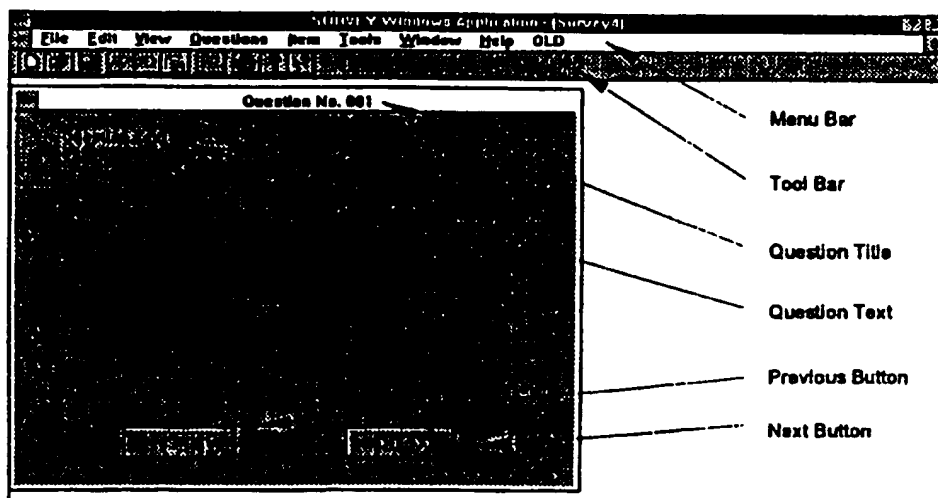 SURVEY Windows Application - [Survey4]
File Edit View Questions Item Tools Window Help OLD
Question No. 001
Menu Bar
Tool Bar
Question Title
Question Text
Previous Button
Next Button